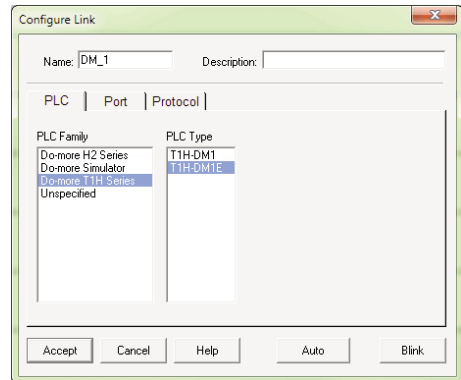 Configure Link
Name: DM_1 Description:
PLC Port Protocol
PLC Family PLC Type
Do-more H2 Series T1H-DM1
Do-more Simulator T1H-DM1E
Do-more T1H Series
Unspecified
Accept Cancel Help Auto Blink